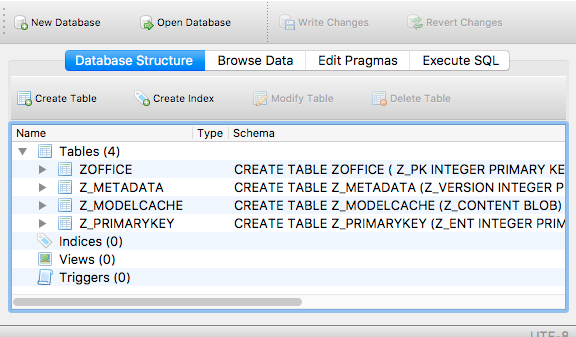 New Database Open Database Write Changes Revert Changes
Database Structure Browse Data Edit Pragmas Execute SQL
Create Table Create Index Modify Table Delete Table
Name Type Schema
Tables (4)
ZOFFICE CREATE TABLE ZOFFICE ( Z_PK INTEGER PRIMARY KE
Z_METADATA CREATE TABLE Z_METADATA (Z_VERSION INTEGER P
Z_MODELCACHE CREATE TABLE Z_MODELCACHE (Z_CONTENT BLOB)
Z_PRIMARYKEY CREATE TABLE Z_PRIMARYKEY (Z_ENT INTEGER PRIM
Indices (0)
Views (0)
Triggers (0)
UTF-8